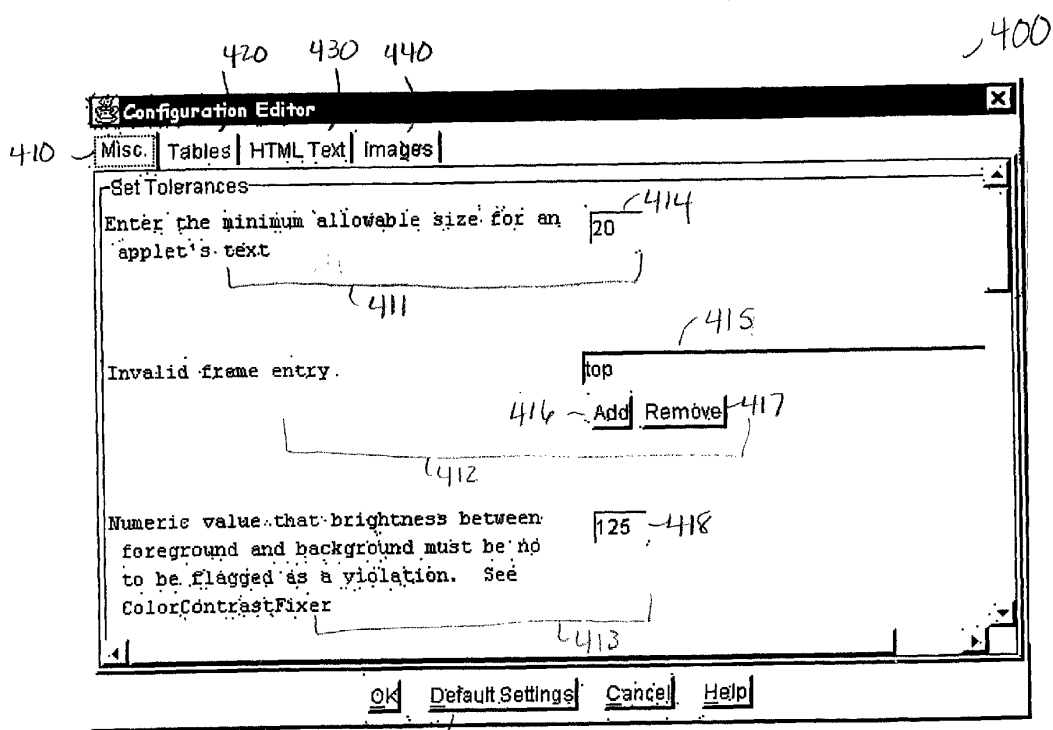 400
420 430 440
Configuration Editor
410 Misc. Tables HTML Text Images
Set Tolerances
Enter the minimum allowable size for an 20 414
applet's text
411
415
Invalid frame entry. top
416 Add Remove 417
412
Numeric value that brightness between 125 418
foreground and background must be no
to be flagged as a violation. See
ColorContrastFixer
413
OK Default Settings Cancel Help